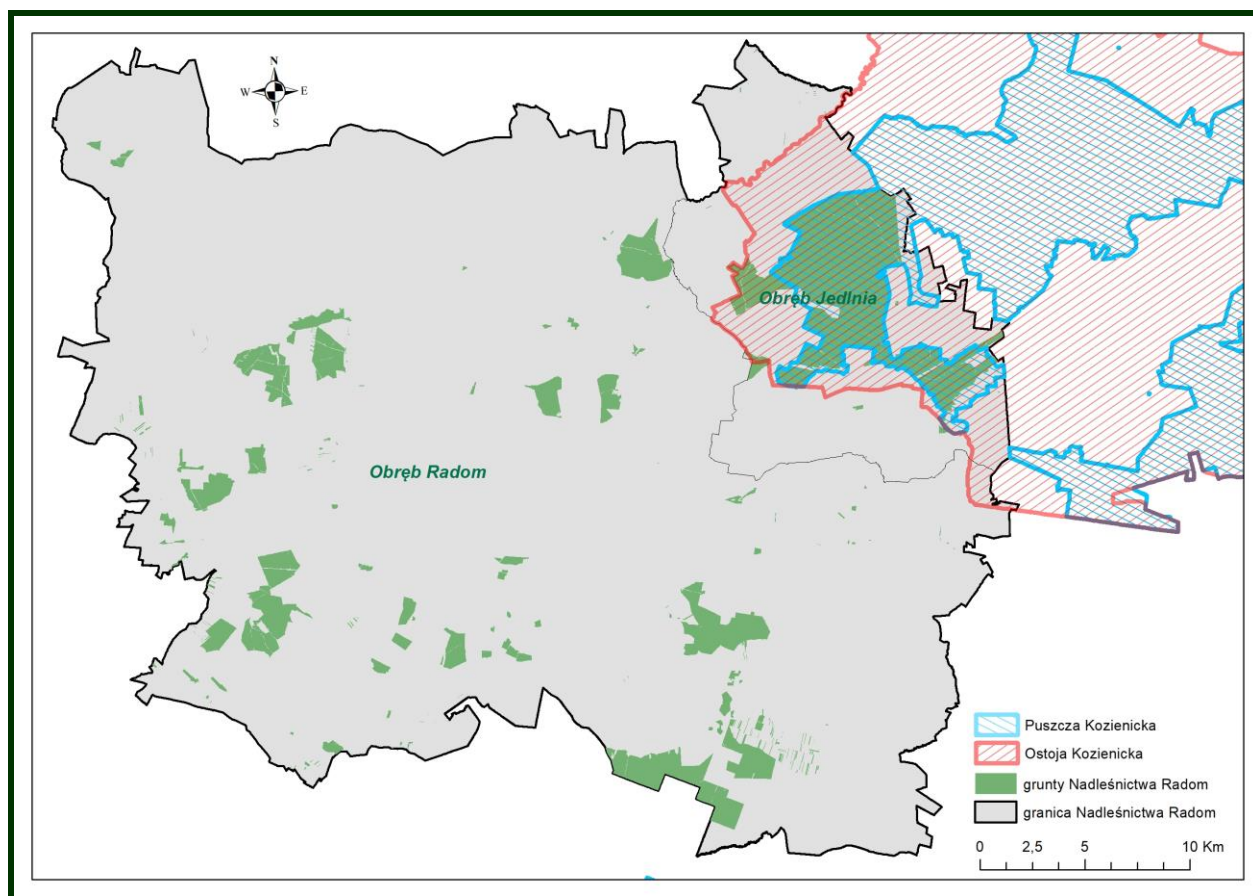 N
W E
S
Obręb Jedlnia
Obręb Radom
Puszcza Kozienicka
Ostoja Kozienicka
grunty Nadleśnictwa Radom
granica Nadleśnictwa Radom
0 2,5 5 10 Km